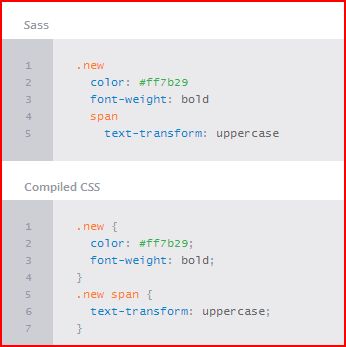 Sass
1 .new
2   color: #ff7b29
3   font-weight: bold
4   span
5     text-transform: uppercase
Compiled CSS
1 .new {
2   color: #ff7b29;
3   font-weight: bold;
4 }
5 .new span {
6   text-transform: uppercase;
7 }